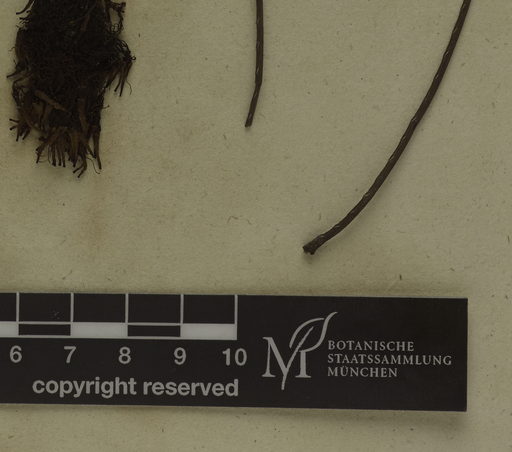 6 7 8 9 10
copyright reserved
BOTANISCHE
STAATSSAMMLUNG
MÜNCHEN